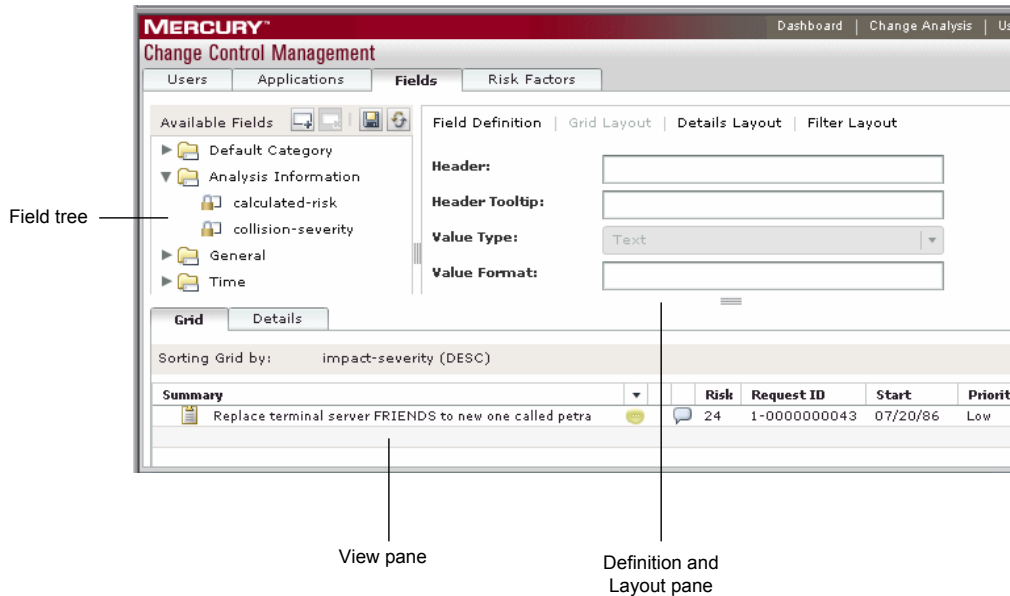 MERCURY™
Dashboard | Change Analysis | Us
Change Control Management
Users Applications Fields Risk Factors
Available Fields
Field Definition | Grid Layout | Details Layout | Filter Layout
Default Category
Header:
Analysis Information
calculated-risk
Header Tooltip:
Field tree
collision-severity
Value Type: Text
General
Value Format:
Time
Grid Details
Sorting Grid by: impact-severity (DESC)
Summary Risk Request ID Start Priorit
Replace terminal server FRIENDS to new one called petra 24 1-0000000043 07/20/86 Low
View pane
Definition and
Layout pane